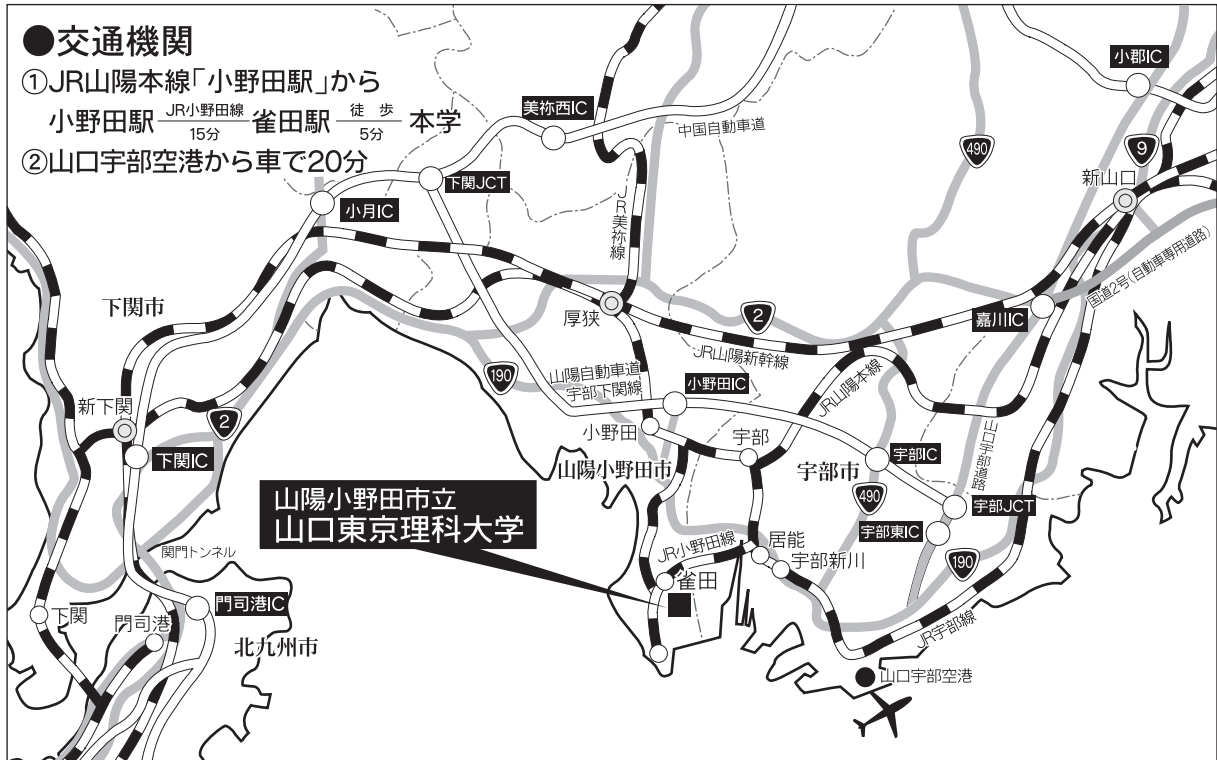 ●交通機関
①JR山陽本線「小野田駅」から
小野田駅 JR小野田線 15分 雀田駅 徒歩 5分 本学
②山口宇部空港から車で20分
小郡IC
美祢西IC
中国自動車道
490
9
新山口
下関JCT
小月IC
JR美祢線
国道2号(自動車専用道路)
下関市
厚狭
2
嘉川IC
JR山陽新幹線
190
山陽自動車道
宇部下関線
小野田IC
JR山陽本線
新下関
2
小野田
宇部
山口宇部道路
下関IC
山陽小野田市
宇部市
宇部IC
490
宇部JCT
山陽小野田市立
山口東京理科大学
宇部東IC
関門トンネル
JR小野田線
居能
宇部新川
190
雀田
下関
門司港IC
門司港
北九州市
JR宇部線
山口宇部空港